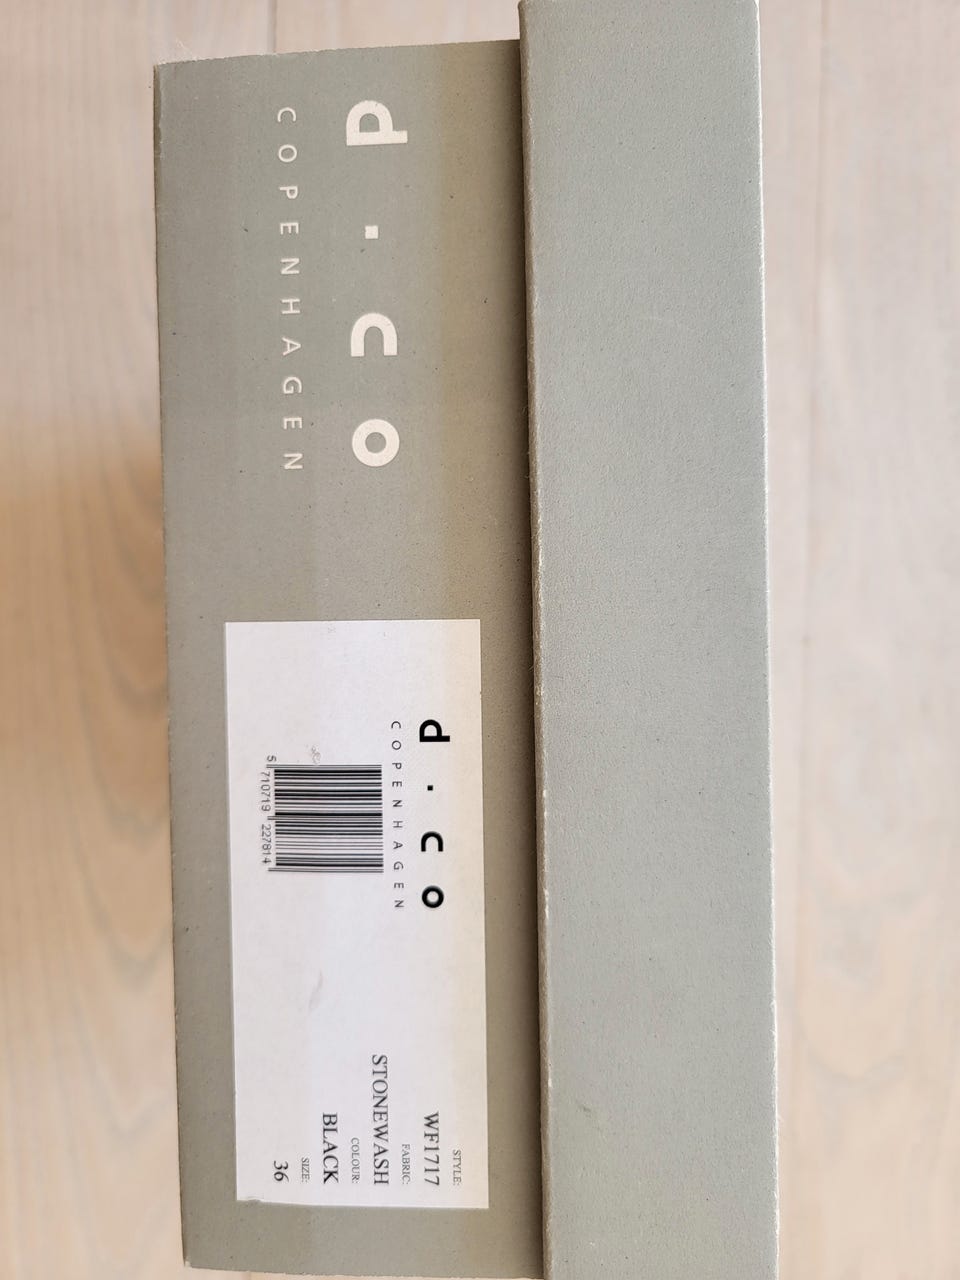 d.co
COPENHAGEN
d.co
COPENHAGEN
5 710719 227814
STYLE:
WF1717
FABRIC:
STONEWASH
COLOUR:
BLACK
SIZE:
36